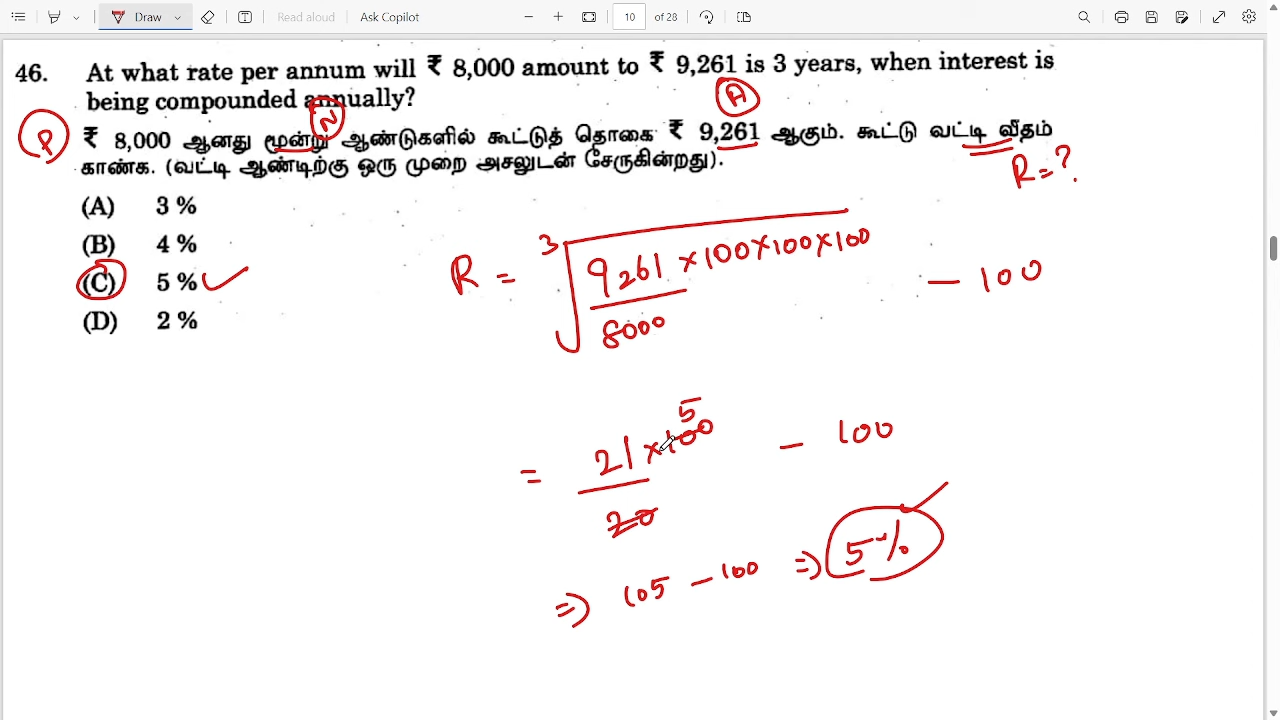 Draw
Read aloud
Ask Copilot
10 of 28
46. At what rate per annum will ₹ 8,000 amount to ₹ 9,261 is 3 years, when interest is
being compounded annually?
A
N
P
₹ 8,000 ஆனது மூன்று ஆண்டுகளில் கூட்டுத் தொகை ₹ 9,261 ஆகும். கூட்டு வட்டி வீதம்
காண்க. (வட்டி ஆண்டிற்கு ஒரு முறை அசலுடன் சேருகின்றது).
R = ?
(A) 3 %
(B) 4 %
(C) 5 %
(D) 2 %
R = 3√ 9261 × 100 × 100 × 100 - 100
8000
5
= 21 × 100 - 100
20
⇒ 105 - 100 ⇒ 5%